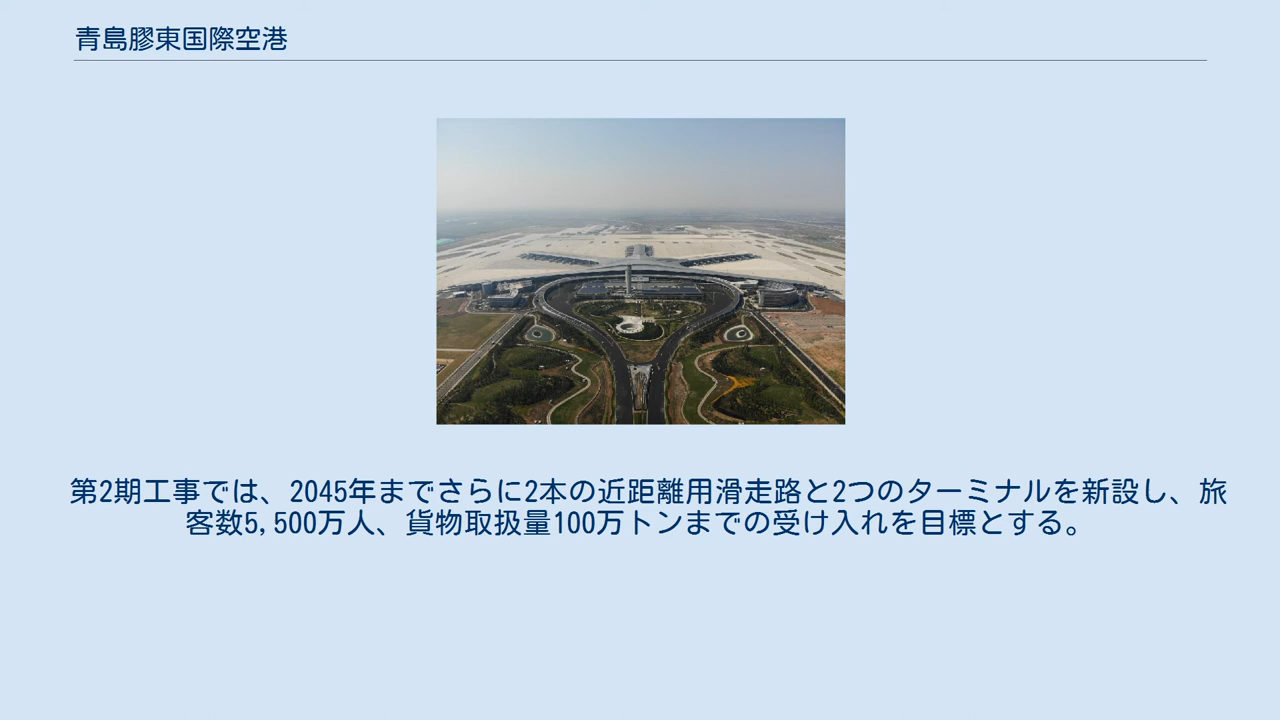 青島膠東国際空港
第2期工事では、2045年までさらに2本の近距離用滑走路と2つのターミナルを新設し、旅
客数5,500万人、貨物取扱量100万トンまでの受け入れを目標とする。